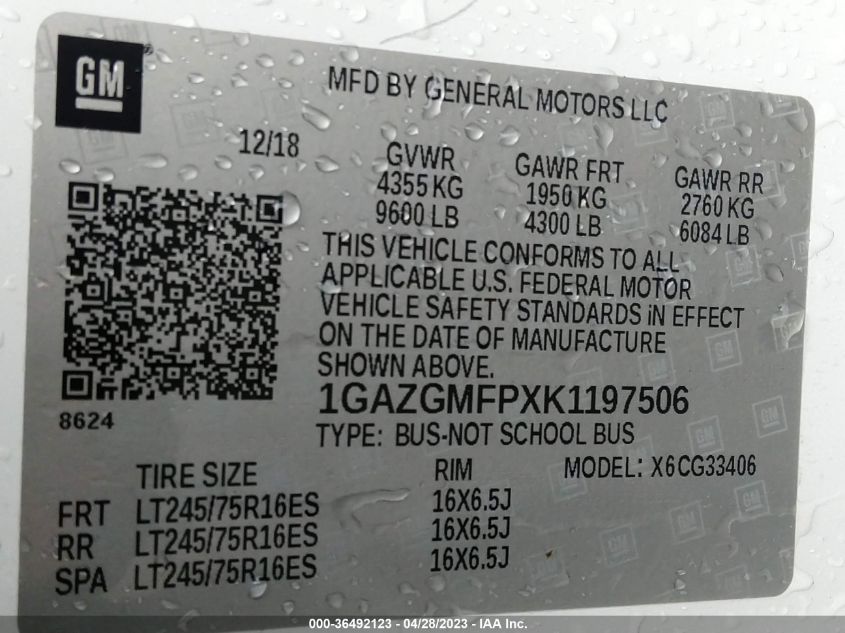 GM
MFD BY GENERAL MOTORS LLC
12/18
GVWR
4355 KG
9600 LB
GAWR FRT
1950 KG
4300 LB
GAWR RR
2760 KG
6084 LB
THIS VEHICLE CONFORMS TO ALL
APPLICABLE U.S. FEDERAL MOTOR
VEHICLE SAFETY STANDARDS IN EFFECT
ON THE DATE OF MANUFACTURE
SHOWN ABOVE.
8624
1GAZGMFPXK1197506
TYPE: BUS-NOT SCHOOL BUS
TIRE SIZE RIM MODEL: X6CG33406
FRT LT245/75R16ES 16X6.5J
RR LT245/75R16ES 16X6.5J
SPA LT245/75R16ES 16X6.5J
000-36492123 - 04/28/2023 - IAA Inc.